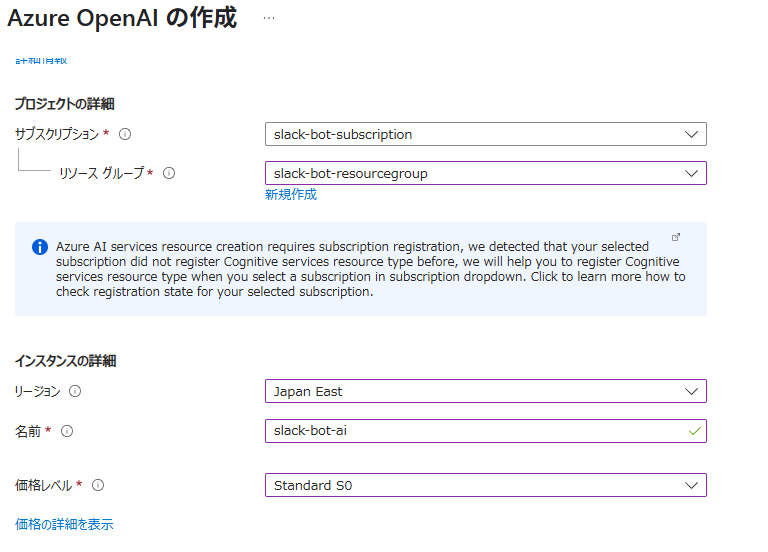 Azure OpenAI の作成 ...
詳細情報
プロジェクトの詳細
サブスクリプション *
slack-bot-subscription
リソース グループ *
slack-bot-resourcegroup
新規作成
Azure AI services resource creation requires subscription registration, we detected that your selected
subscription did not register Cognitive services resource type before, we will help you to register Cognitive
services resource type when you select a subscription in subscription dropdown. Click to learn more how to
check registration state for your selected subscription.
インスタンスの詳細
リージョン
Japan East
名前 *
slack-bot-ai
価格レベル *
Standard S0
価格の詳細を表示